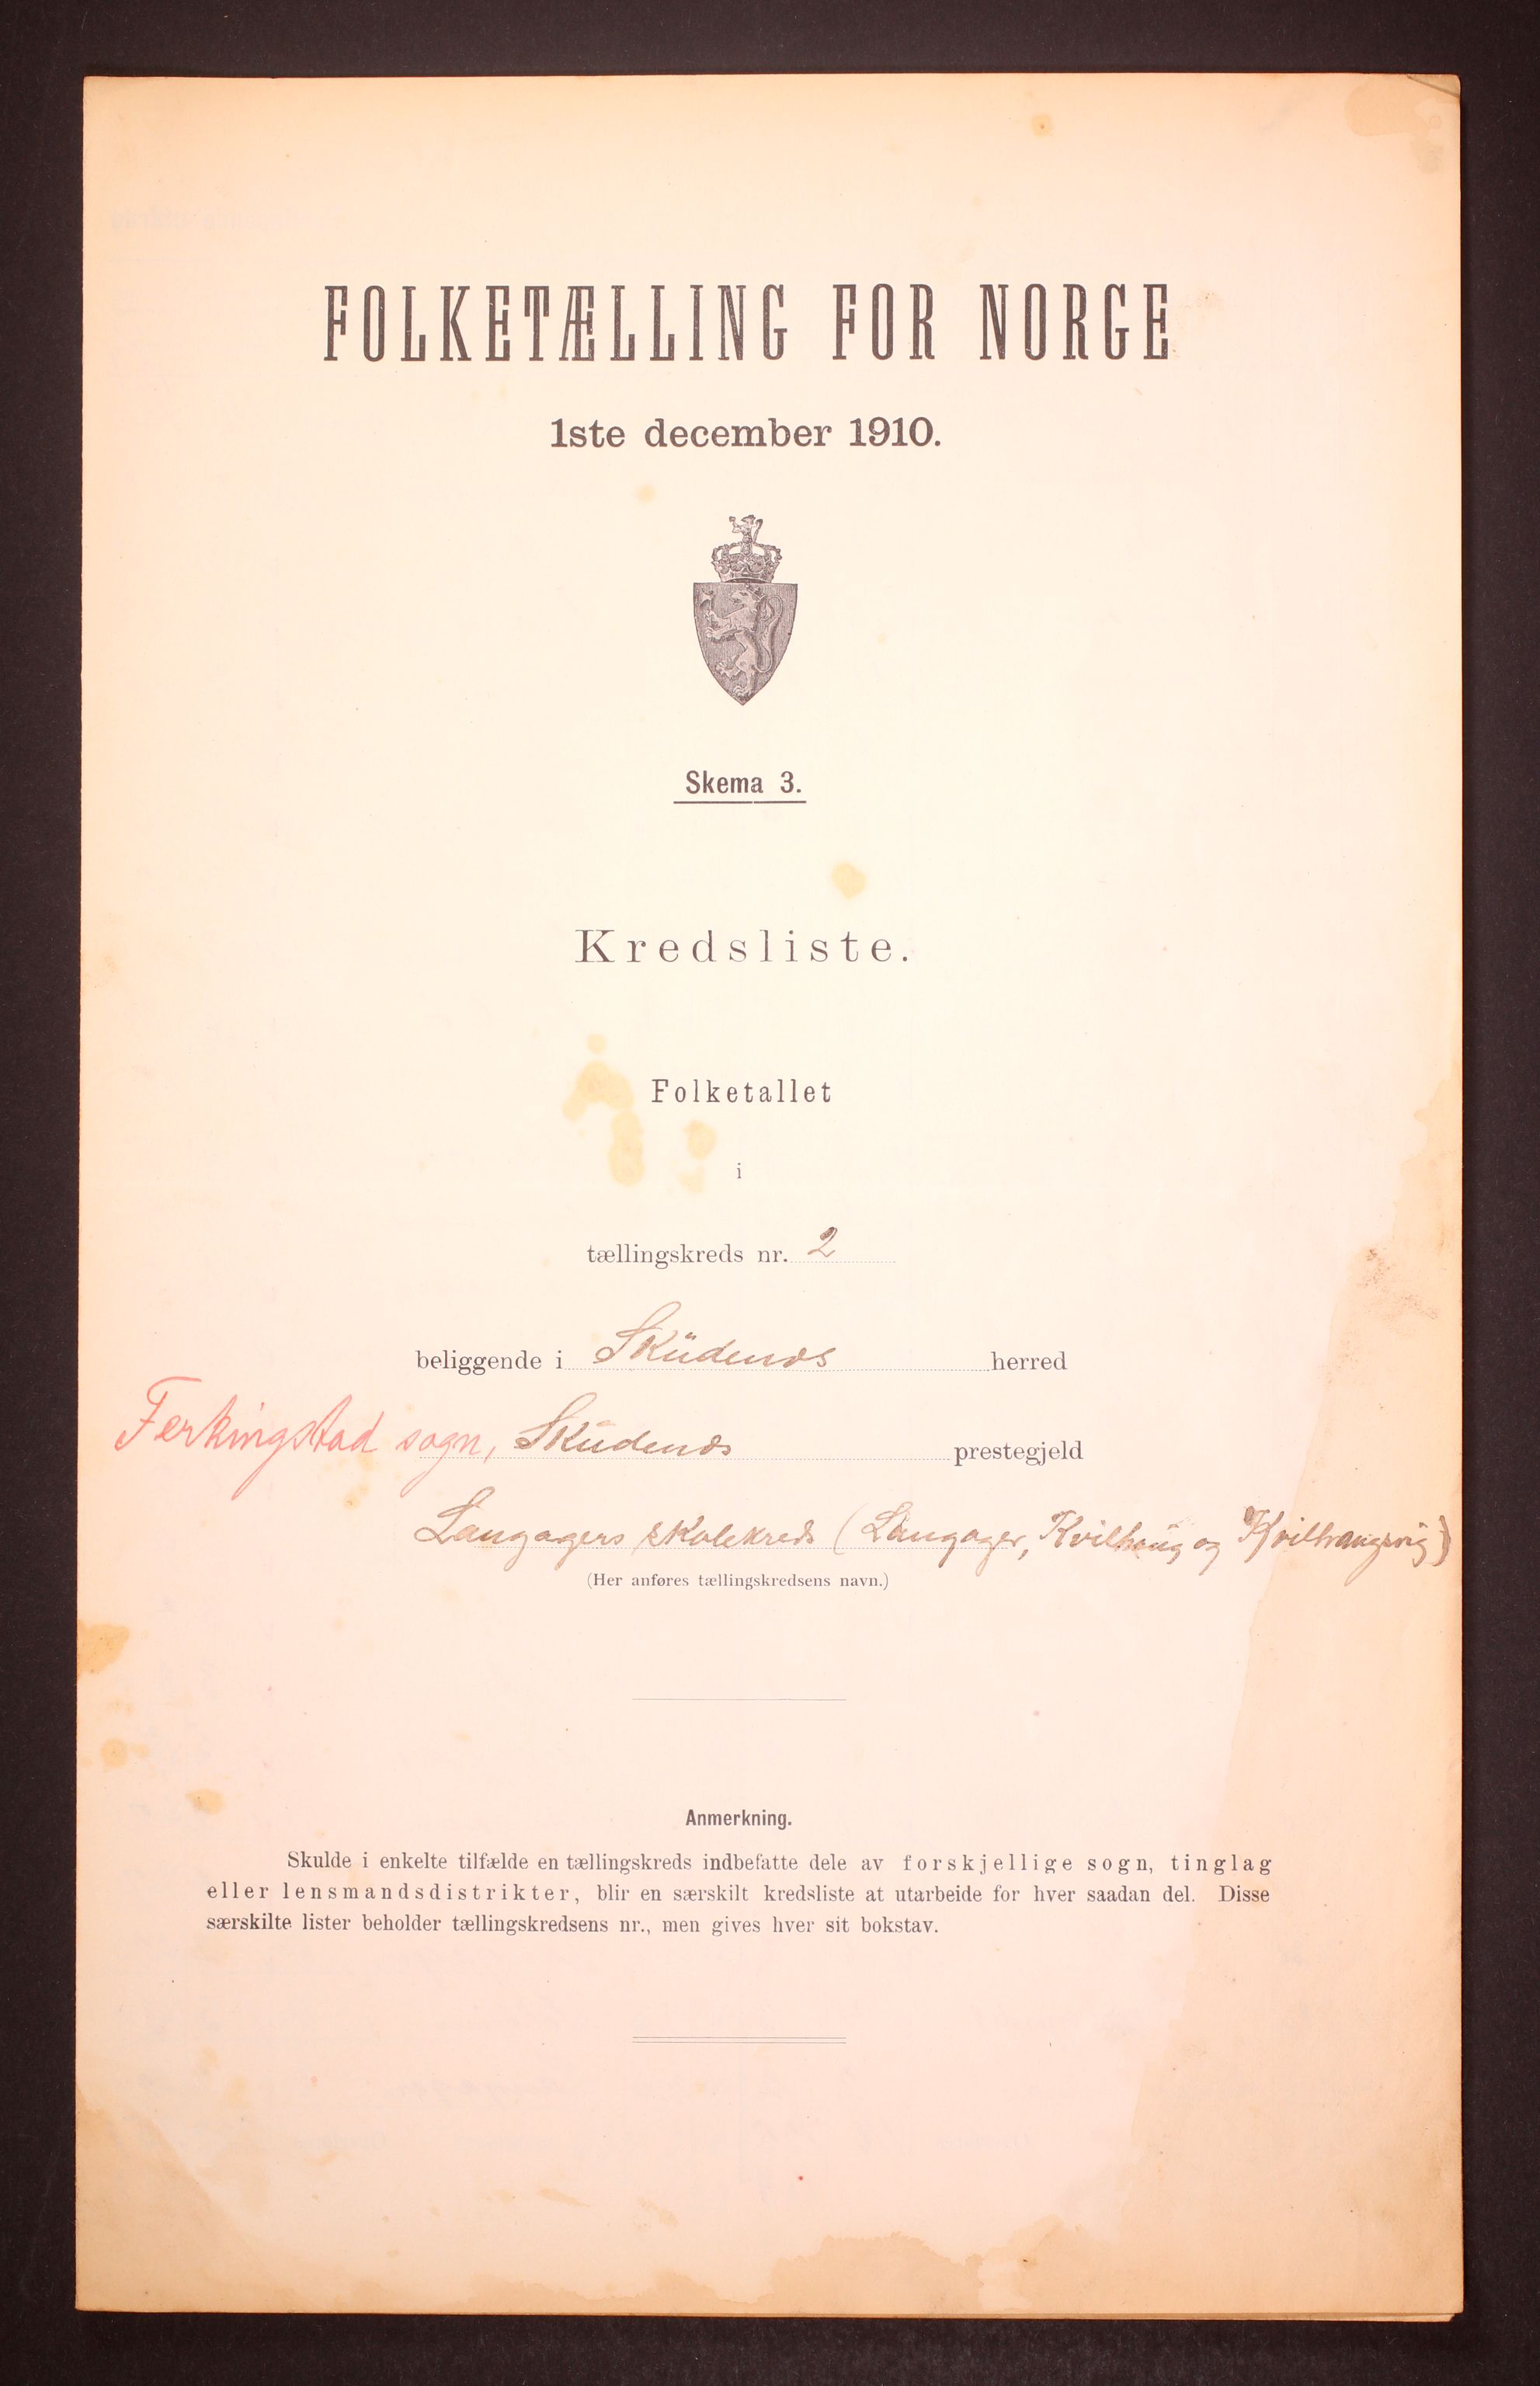 FOLKETÆLLING FOR NORGE
1ste december 1910.
Skema 3.
Kredsliste.
Folketallet
i
tællingskreds nr. 2
beliggende i Skudenes herred
Ferkingstad sogn, Skudenes prestegjeld
Langagers skolekreds (Langager, Kvilhaug og Kvilhaugsvig)
(Her anføres tællingskredsens navn.)
Anmerkning.
Skulde i enkelte tilfælde en tællingskreds indbefatte dele av forskjellige sogn, tinglag
eller lensmandsdistrikter, blir en særskilt kredsliste at utarbeide for hver saadan del. Disse
særskilte lister beholder tællingskredsens nr., men gives hver sit bokstav.